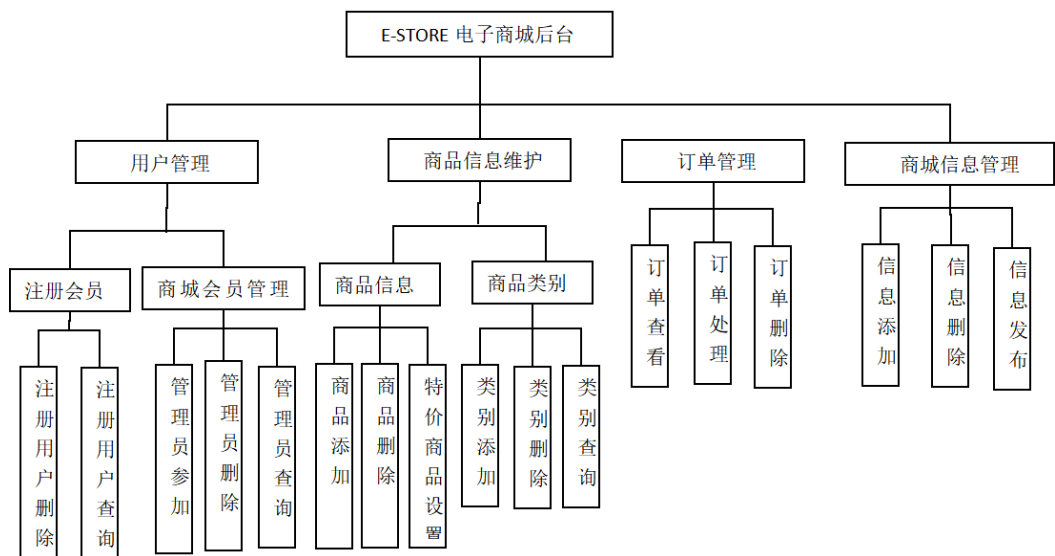 E-STORE 电子商城后台
用户管理
商品信息维护
订单管理
商城信息管理
注册会员
商城会员管理
商品信息
商品类别
订单查看
订单处理
订单删除
信息添加
信息删除
信息发布
注册用户删除
注册用户查询
管理员参加
管理员删除
管理员查询
商品添加
商品删除
特价商品设置
类别添加
类别删除
类别查询